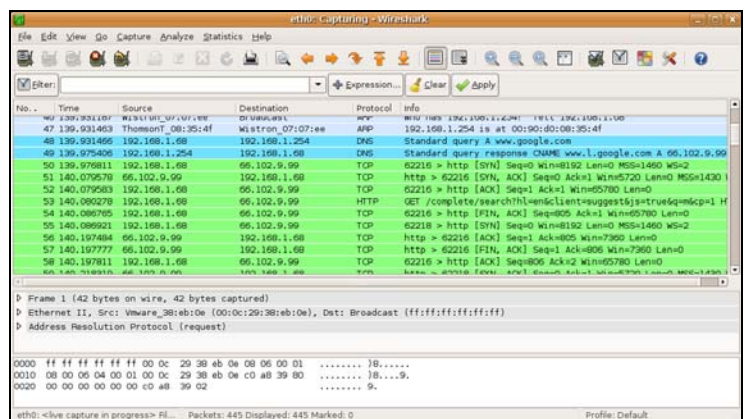 eth0: Capturing - Wireshark
File Edit View Go Capture Analyze Statistics Help
Filter: Expression... Clear Apply
No. . Time Source Destination Protocol Info
47 139.931463 ThomsonT_08:35:4f Wistron_07:07:ee ARP 192.168.1.254 is at 00:90:d0:08:35:4f
48 139.931466 192.168.1.68 192.168.1.254 DNS Standard query A www.google.com
49 139.975406 192.168.1.254 192.168.1.68 DNS Standard query response CNAME www.l.google.com A 66.102.9.99
50 139.976811 192.168.1.68 66.102.9.99 TCP 62216 > http [SYN] Seq=0 Win=8192 Len=0 MSS=1460 WS=2
51 140.079578 66.102.9.99 192.168.1.68 TCP http > 62216 [SYN, ACK] Seq=0 Ack=1 Win=5720 Len=0 MSS=1430
52 140.079583 192.168.1.68 66.102.9.99 TCP 62216 > http [ACK] Seq=1 Ack=1 Win=65780 Len=0
53 140.080278 192.168.1.68 66.102.9.99 HTTP GET /complete/search?hl=en&client=suggest&js=true&q=m&cp=1 H
54 140.086765 192.168.1.68 66.102.9.99 TCP 62216 > http [FIN, ACK] Seq=805 Ack=1 Win=65780 Len=0
55 140.086921 192.168.1.68 66.102.9.99 TCP 62218 > http [SYN] Seq=0 Win=8192 Len=0 MSS=1460 WS=2
56 140.197484 66.102.9.99 192.168.1.68 TCP http > 62216 [ACK] Seq=1 Ack=805 Win=7360 Len=0
57 140.197777 66.102.9.99 192.168.1.68 TCP http > 62216 [FIN, ACK] Seq=1 Ack=806 Win=7360 Len=0
58 140.197811 192.168.1.68 66.102.9.99 TCP 62216 > http [ACK] Seq=806 Ack=2 Win=65780 Len=0
Frame 1 (42 bytes on wire, 42 bytes captured)
Ethernet II, Src: Vmware_38:eb:0e (00:0c:29:38:eb:0e), Dst: Broadcast (ff:ff:ff:ff:ff:ff)
Address Resolution Protocol (request)
0000 ff ff ff ff ff ff 00 0c 29 38 eb 0e 08 06 00 01 ........ )8......
0010 08 00 06 04 00 01 00 0c 29 38 eb 0e c0 a8 39 80 ........ )8....9.
0020 00 00 00 00 00 00 c0 a8 39 02 ........ 9.
eth0: <live capture in progress> Fil... Packets: 445 Displayed: 445 Marked: 0 Profile: Default